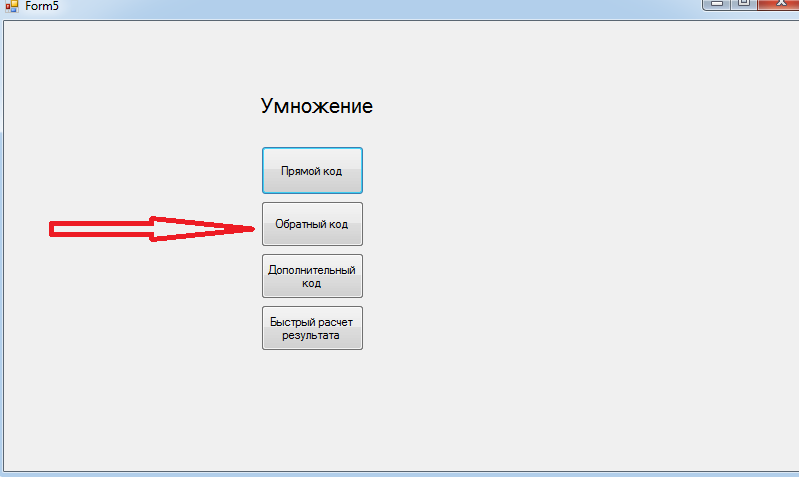 Form5
Умножение
Прямой код
Обратный код
Дополнительный
код
Быстрый расчет
результата